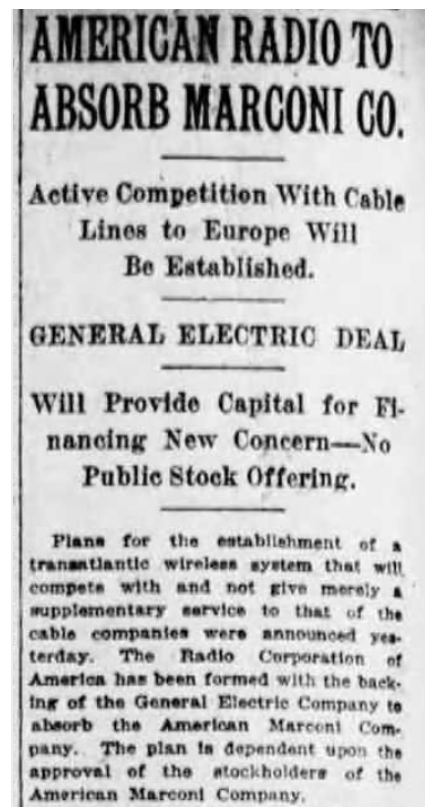 AMERICAN RADIO TO
ABSORB MARCONI CO.
Active Competition With Cable
Lines to Europe Will
Be Established.
GENERAL ELECTRIC DEAL
Will Provide Capital for Fi-
nancing New Concern—No
Public Stock Offering.
Plans for the establishment of a
transatlantic wireless system that will
compete with and not give merely a
supplementary service to that of the
cable companies were announced yes-
terday. The Radio Corporation of
America has been formed with the back-
ing of the General Electric Company to
absorb the American Marconi Com-
pany. The plan is dependent upon the
approval of the stockholders of the
American Marconi Company.